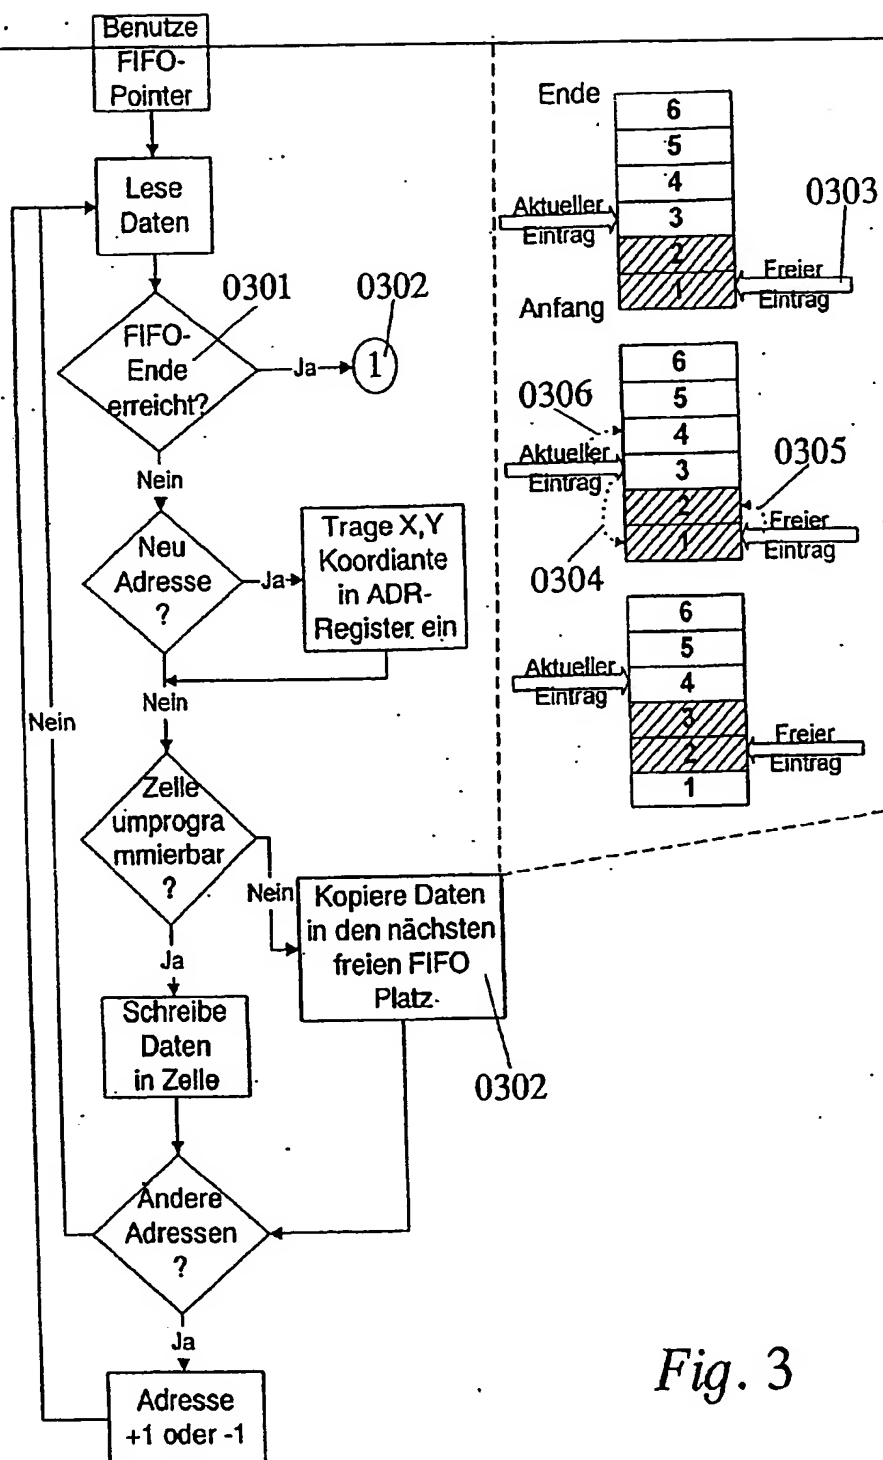 Benutze
FIFO-
Pointer
Lese
Daten
0301
0302
FIFO-
Ende
erreicht?
Ja
1
Nein
Neu
Adresse
?
Ja
Trage X,Y
Koordiante
in ADR-
Register ein
Nein
Nein
Zelle
umprogra
mmierbar
?
Nein
Kopiere Daten
in den nächsten
freien FIFO
Platz
0302
Ja
Schreibe
Daten
in Zelle
Ändere
Adressen
?
Ja
Adresse
+1 oder -1
Ende
6
5
4
3
2
1
Aktueller
Eintrag
0303
Freier
Eintrag
Anfang
6
5
4
3
2
1
0306
Aktueller
Eintrag
0305
0304
Freier
Eintrag
6
5
4
3
2
1
Aktueller
Eintrag
Freier
Eintrag
Fig. 3